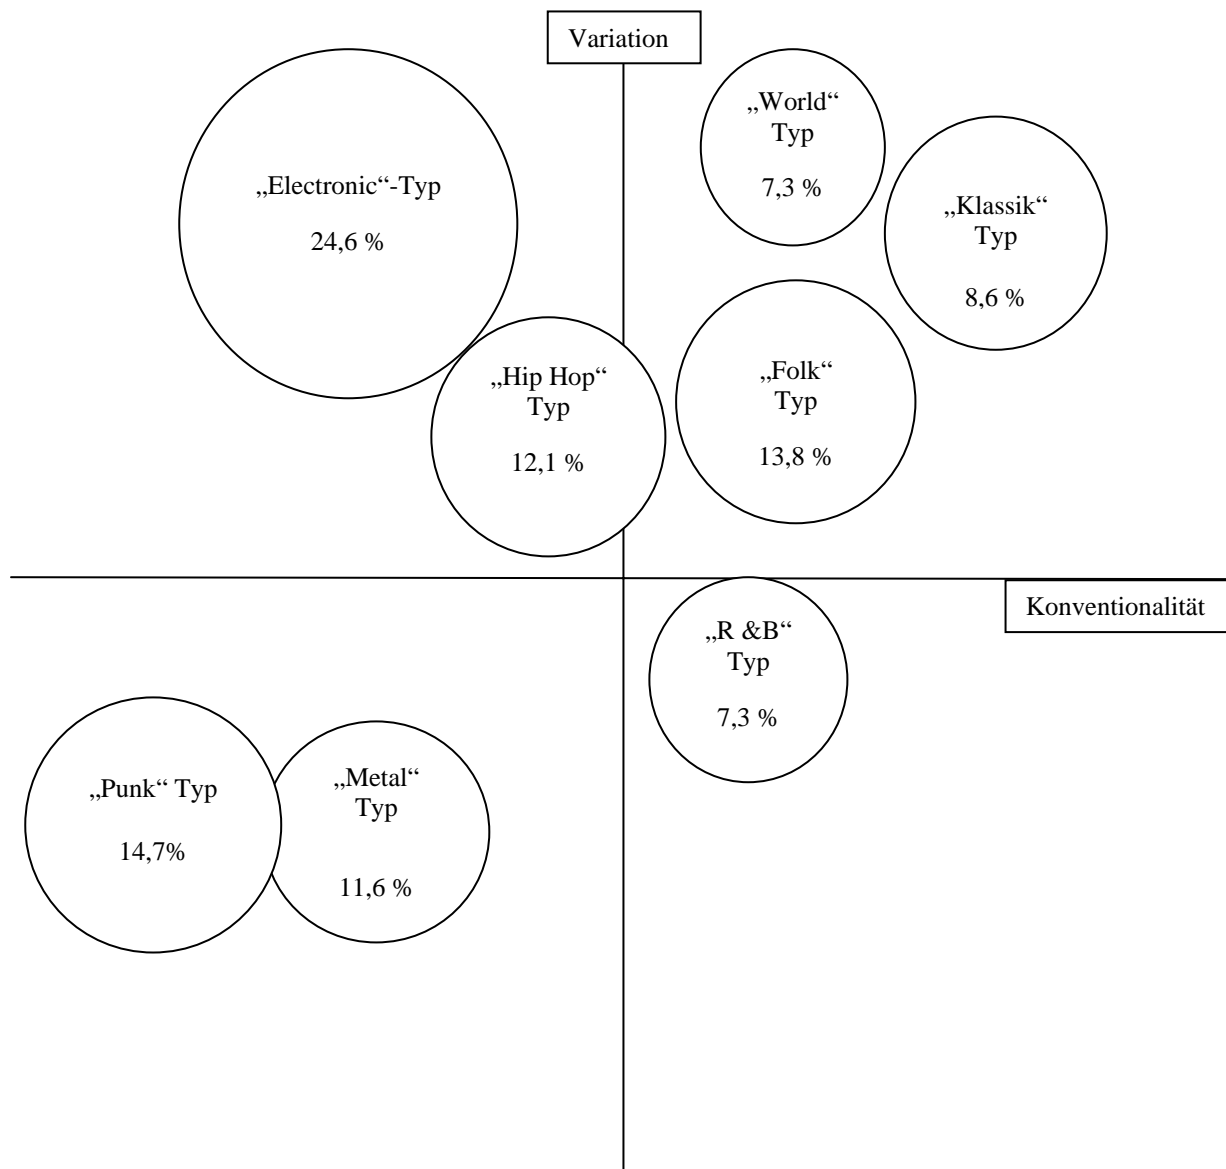 Variation
„World“
Typ
7,3 %
„Electronic“-Typ
24,6 %
„Klassik“
Typ
8,6 %
„Hip Hop“
Typ
12,1 %
„Folk“
Typ
13,8 %
Konventionalität
„R &B“
Typ
7,3 %
„Punk“ Typ
14,7%
„Metal“
Typ
11,6 %